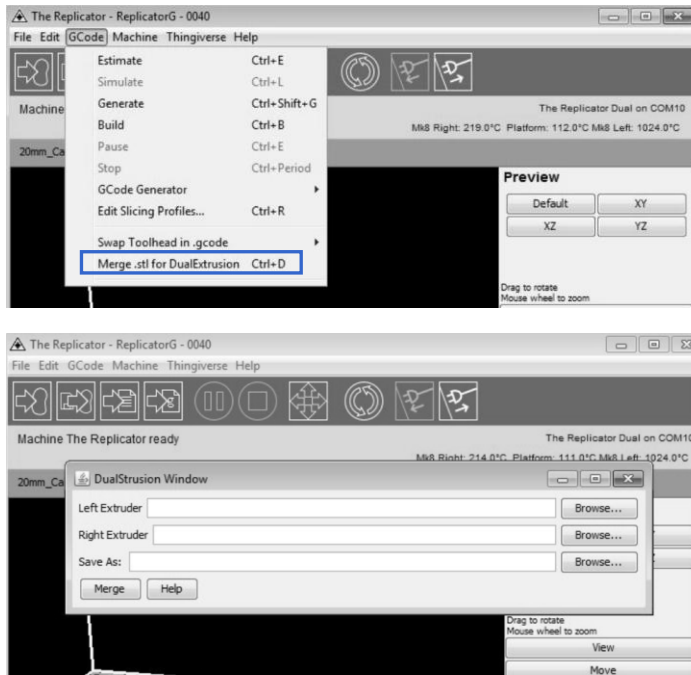 The Replicator - ReplicatorG - 0040
File Edit GCode Machine Thingiverse Help
Estimate Ctrl+E
Simulate Ctrl+L
Generate Ctrl+Shift+G
Build Ctrl+B
Pause Ctrl+E
Stop Ctrl+Period
GCode Generator
Edit Slicing Profiles... Ctrl+R
Swap Toolhead in .gcode
Merge .stl for DualExtrusion Ctrl+D
Machine
The Replicator Dual on COM10
Mk8 Right: 219.0°C Platform: 112.0°C Mk8 Left: 1024.0°C
20mm_Ca
Preview
Default XY
XZ YZ
Drag to rotate
Mouse wheel to zoom
The Replicator - ReplicatorG - 0040
File Edit GCode Machine Thingiverse Help
Machine The Replicator ready
The Replicator Dual on COM10
Mk8 Right: 214.0°C Platform: 111.0°C Mk8 Left: 1024.0°C
20mm_Ca
DualStrusion Window
Left Extruder Browse...
Right Extruder Browse...
Save As: Browse...
Merge Help
Drag to rotate
Mouse wheel to zoom
View
Move